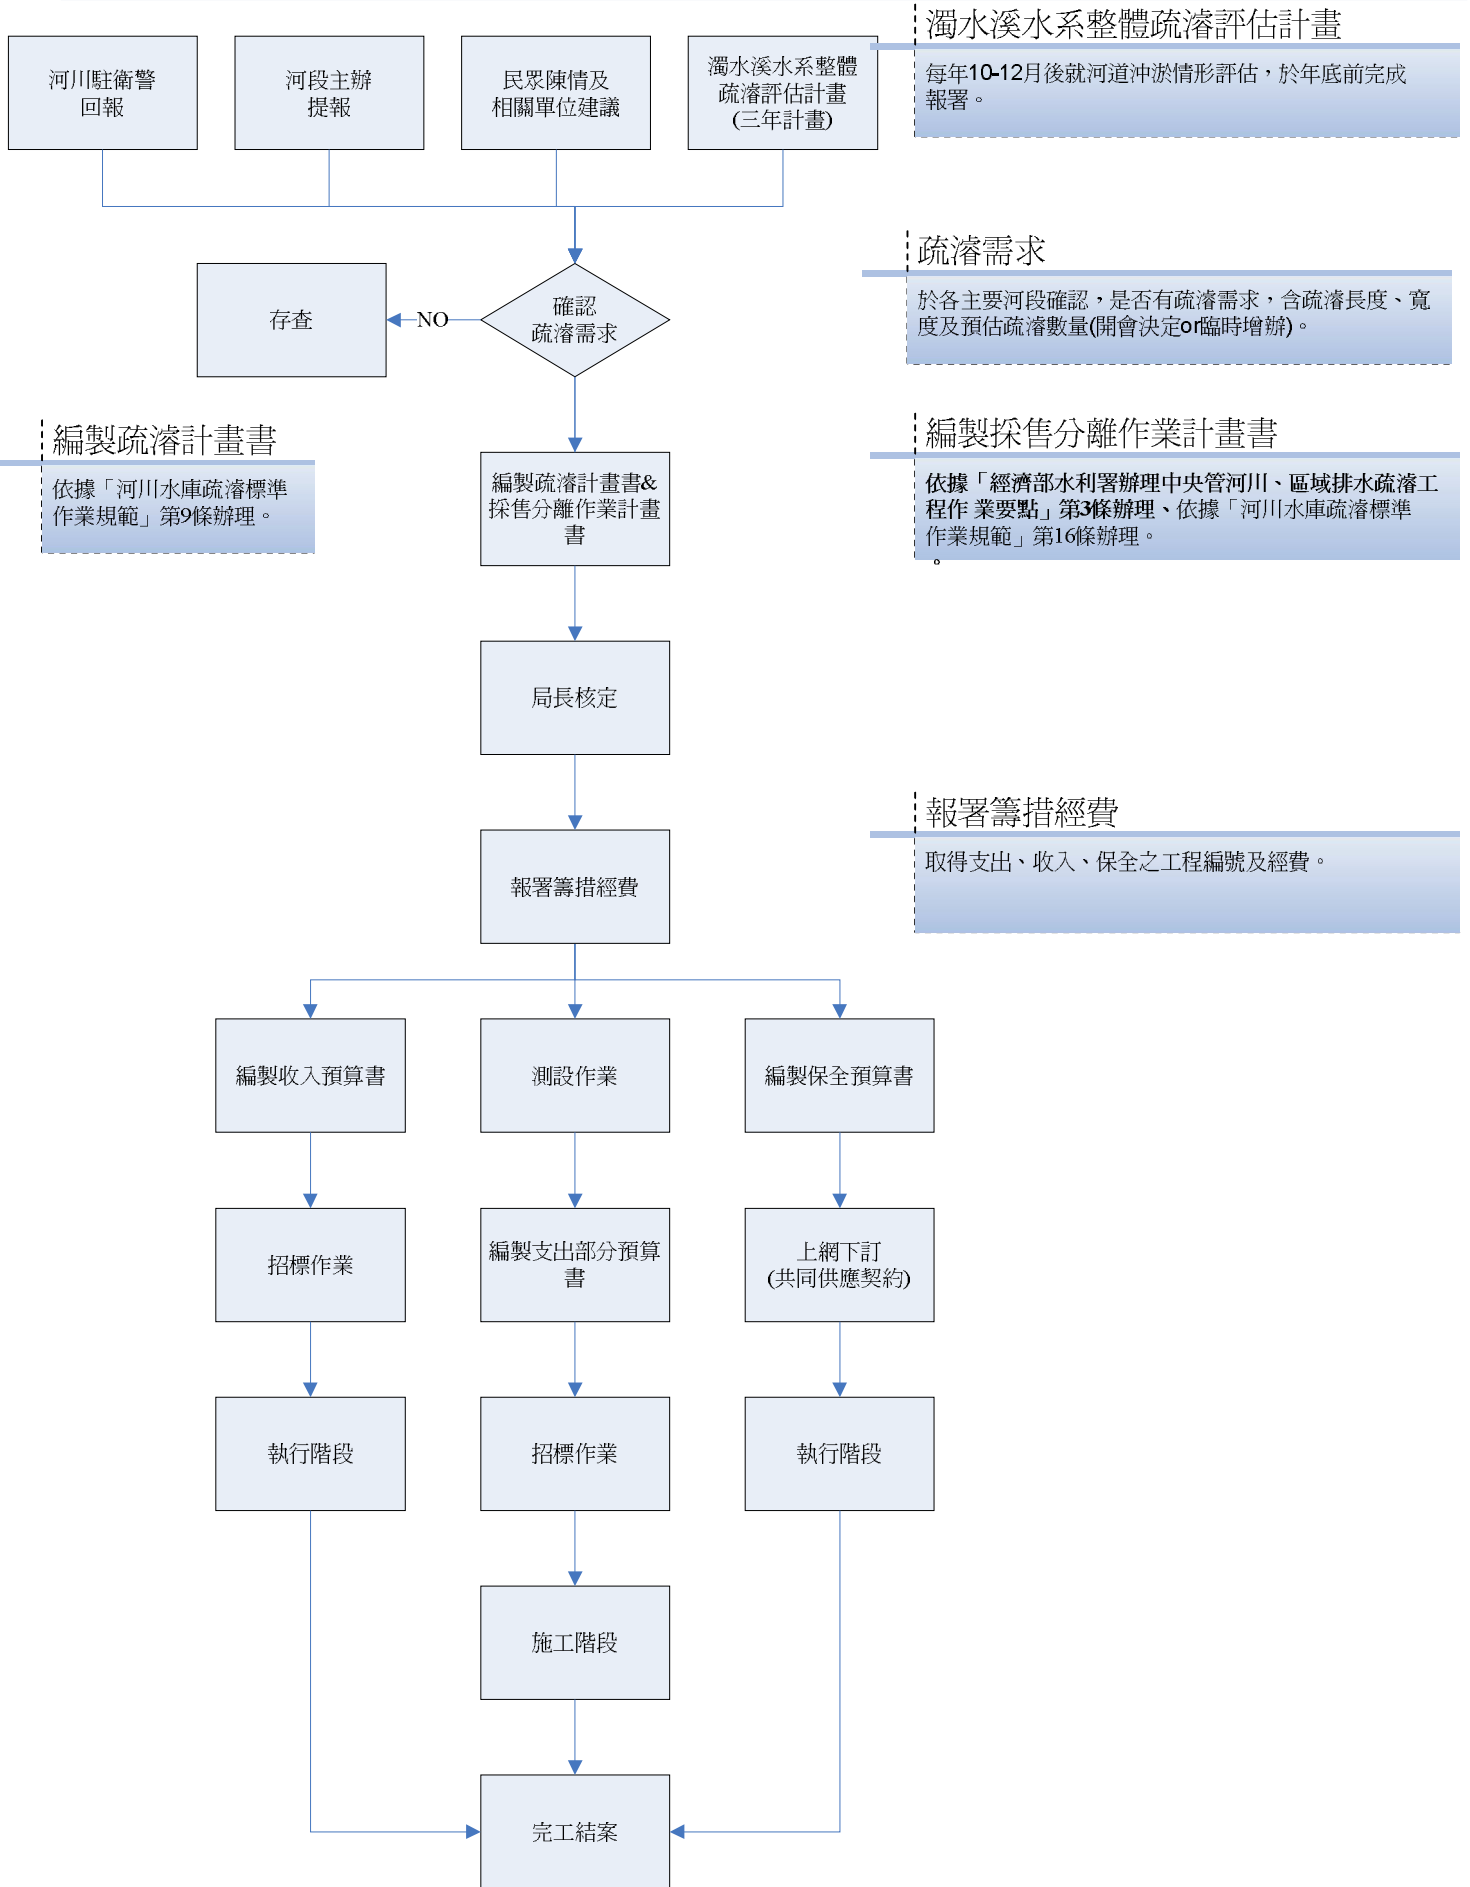 濁水溪水系整體疏濬評估計畫
每年10-12月後就河道沖淤情形評估，於年底前完成
報署。
河川駐衛警
回報
河段主辦
提報
民眾陳情及
相關單位建議
濁水溪水系整體
疏濬評估計畫
(三年計畫)
疏濬需求
於各主要河段確認，是否有疏濬需求，含疏濬長度、寬
度及預估疏濬數量(開會決定or臨時增辦)。
確認
疏濬需求
NO
存查
編製疏濬計畫書
依據「河川水庫疏濬標準
作業規範」第9條辦理。
編製疏濬計畫書&
採售分離作業計畫
書
編製採售分離作業計畫書
依據「經濟部水利署辦理中央管河川、區域排水疏濬工
程作 業要點」第3條辦理、依據「河川水庫疏濬標準
作業規範」第16條辦理。
。
局長核定
報署籌措經費
報署籌措經費
取得支出、收入、保全之工程編號及經費。
編製收入預算書
測設作業
編製保全預算書
招標作業
編製支出部分預算
書
上網下訂
(共同供應契約)
執行階段
招標作業
執行階段
施工階段
完工結案